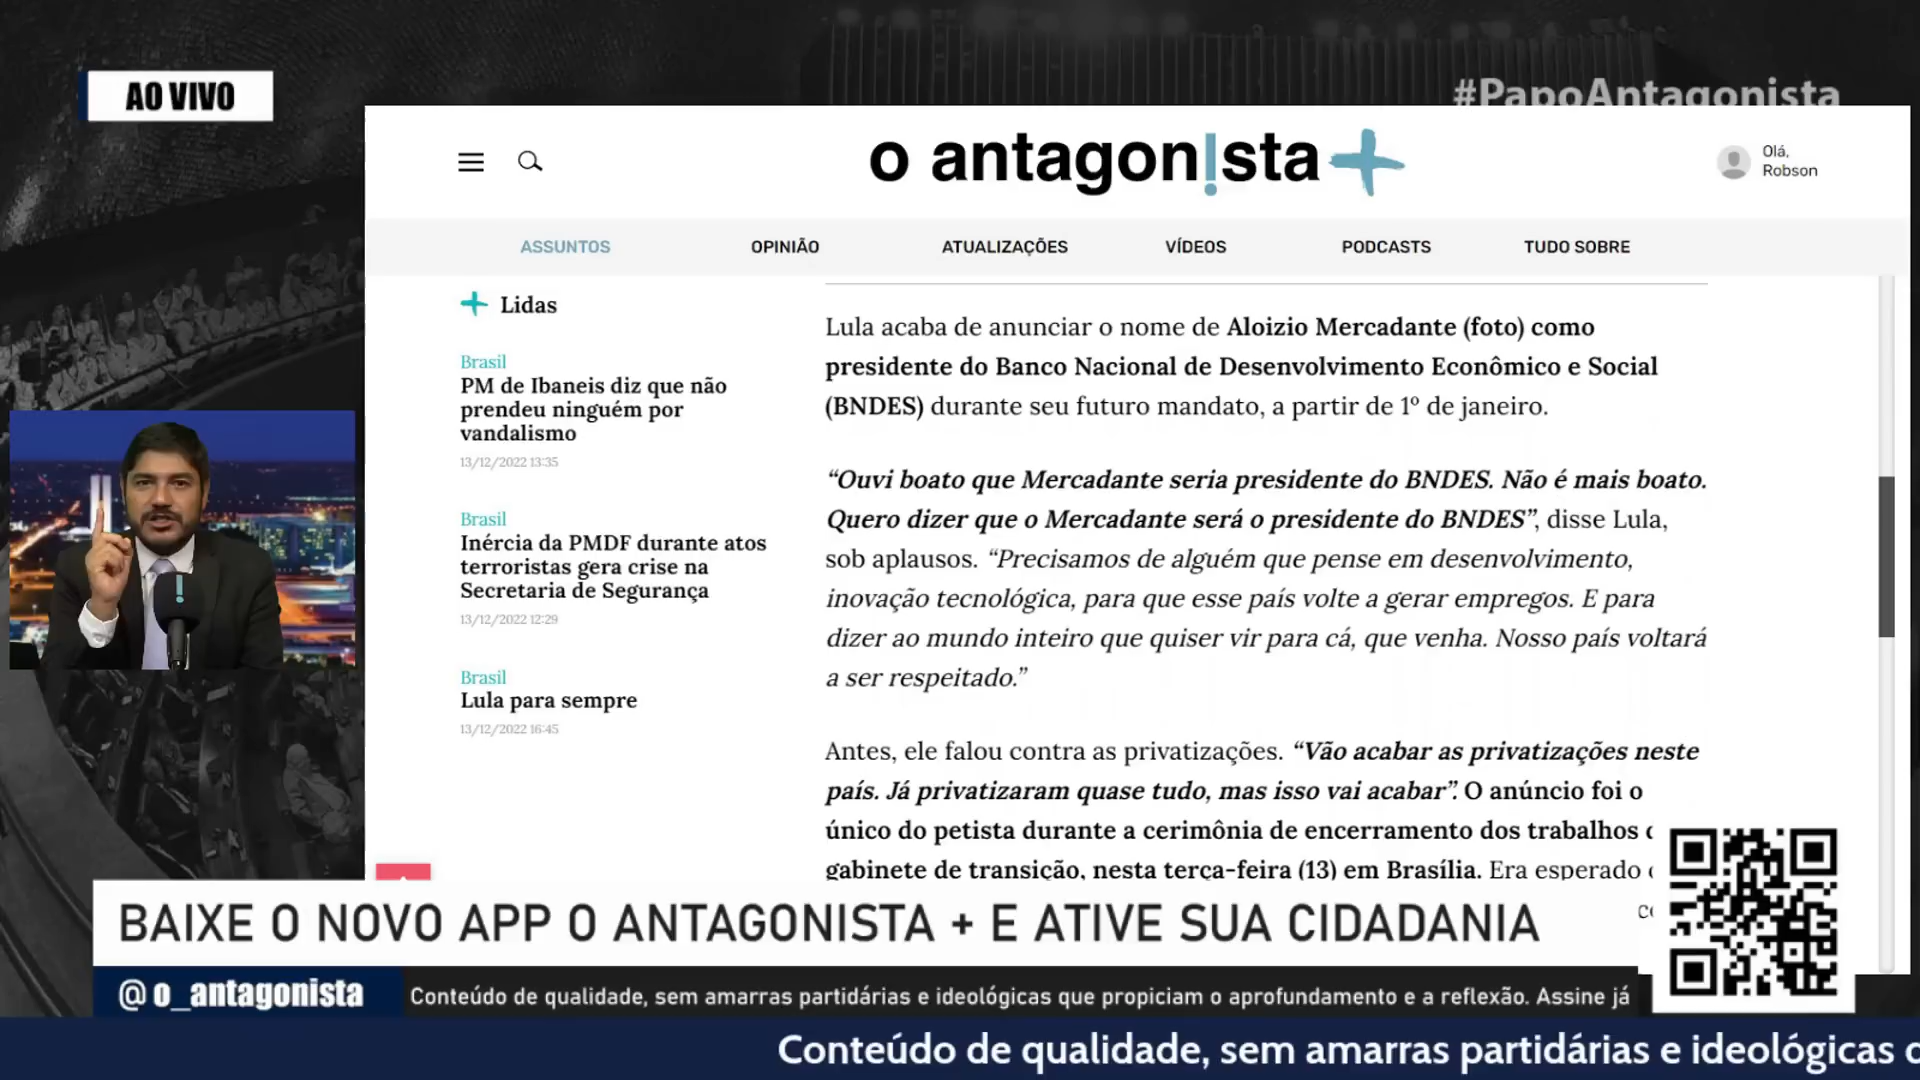 AO VIVO
#PapoAntagonista
o antagon!sta+
Olá,
Robson
ASSUNTOS OPINIÃO ATUALIZAÇÕES VÍDEOS PODCASTS TUDO SOBRE
Lidas
Brasil
PM de Ibaneis diz que não
prendeu ninguém por
vandalismo
13/12/2022 13:35
Brasil
Inércia da PMDF durante atos
terroristas gera crise na
Secretaria de Segurança
13/12/2022 12:29
Brasil
Lula para sempre
13/12/2022 16:45
Lula acaba de anunciar o nome de Aloizio Mercadante (foto) como
presidente do Banco Nacional de Desenvolvimento Econômico e Social
(BNDES) durante seu futuro mandato, a partir de 1º de janeiro.
“Ouvi boato que Mercadante seria presidente do BNDES. Não é mais boato.
Quero dizer que o Mercadante será o presidente do BNDES”, disse Lula,
sob aplausos. “Precisamos de alguém que pense em desenvolvimento,
inovação tecnológica, para que esse país volte a gerar empregos. E para
dizer ao mundo inteiro que quiser vir para cá, que venha. Nosso país voltará
a ser respeitado.”
Antes, ele falou contra as privatizações. “Vão acabar as privatizações neste
país. Já privatizaram quase tudo, mas isso vai acabar”. O anúncio foi o
único do petista durante a cerimônia de encerramento dos trabalhos
gabinete de transição, nesta terça-feira (13) em Brasília. Era esperado
BAIXE O NOVO APP O ANTAGONISTA + E ATIVE SUA CIDADANIA
@o_antagonista
Conteúdo de qualidade, sem amarras partidárias e ideológicas que propiciam o aprofundamento e a reflexão. Assine já
Conteúdo de qualidade, sem amarras partidárias e ideológicas